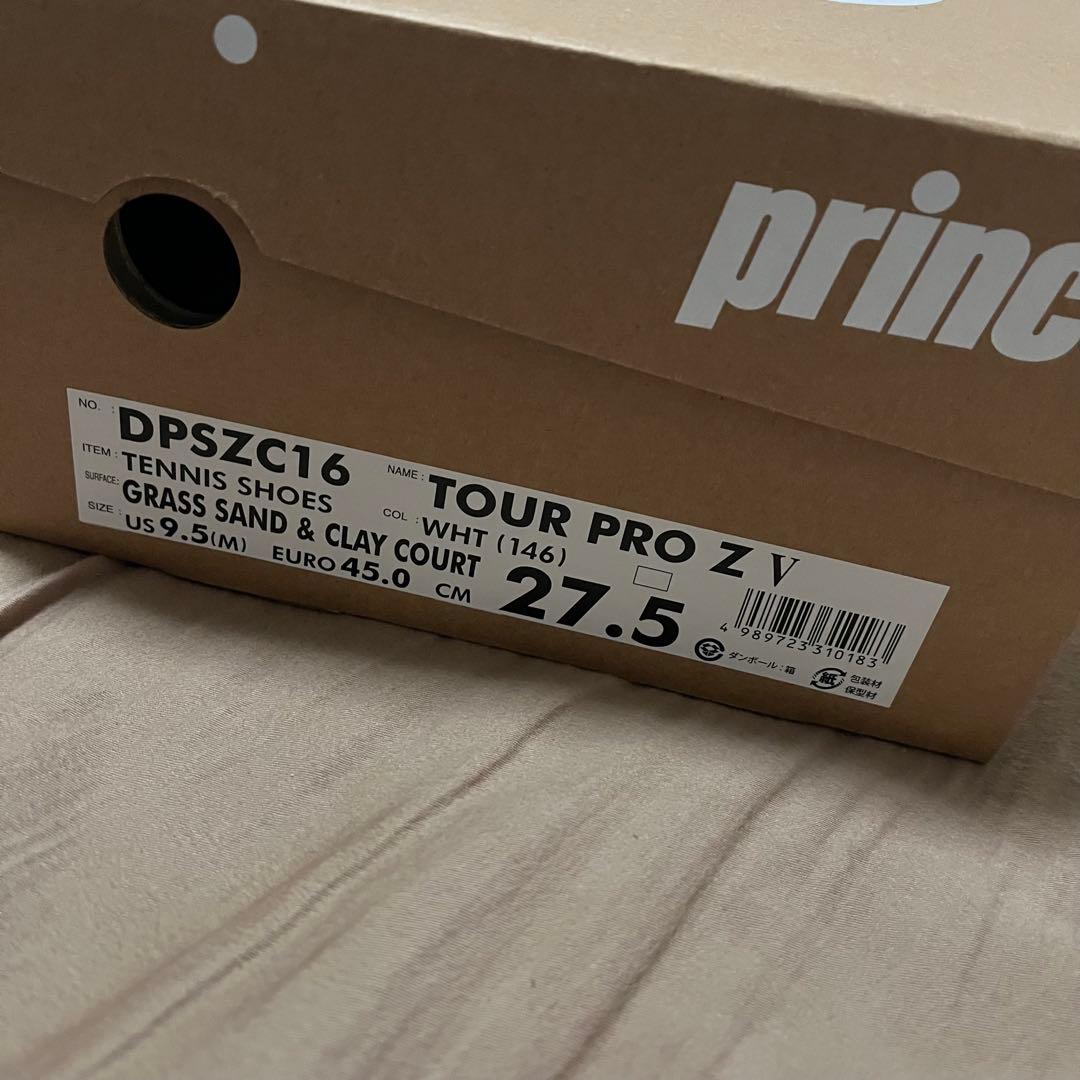 princ
NO. : DPSZC16
ITEM : TENNIS SHOES
NAME : TOUR PRO Z V
SURFACE: GRASS SAND & CLAY COURT
COL : WHT (146)
SIZE : US 9.5(M) EURO 45.0 CM 27.5
4 989723 310183
ダンボール : 箱
紙 包装材
保型材